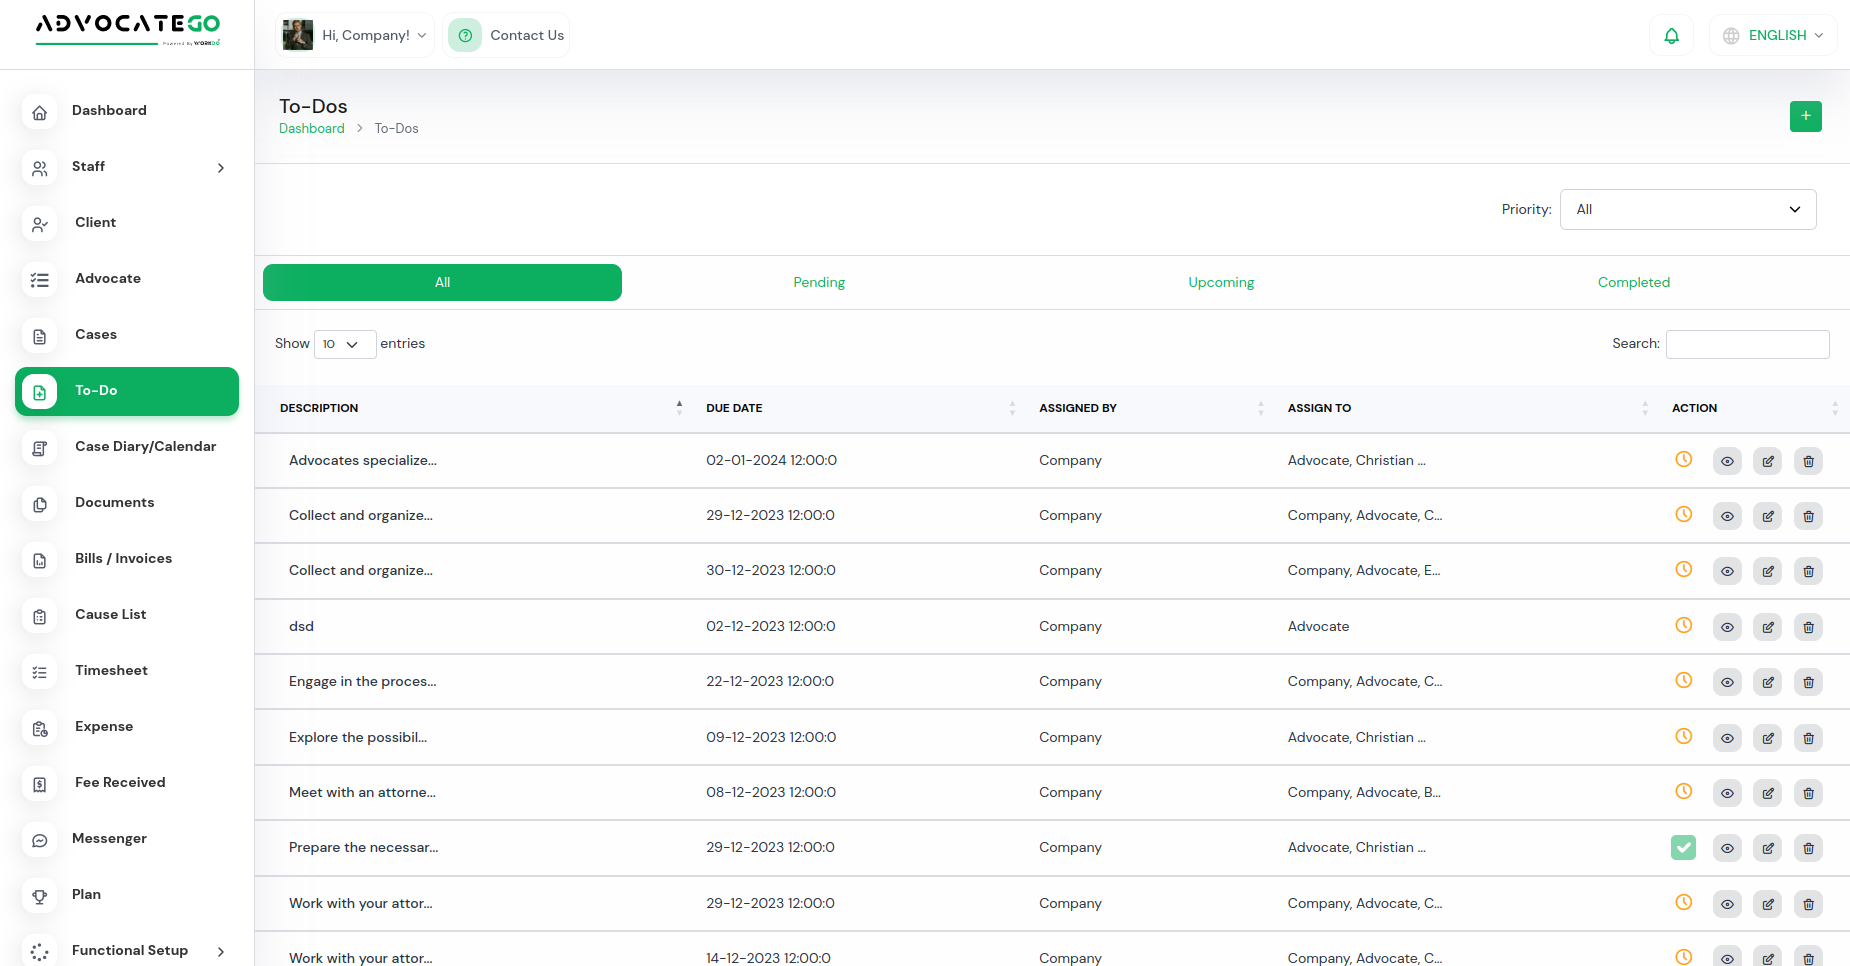 ADVOCATEGO
Powered By WORKDO
Hi, Company!
Contact Us
ENGLISH
Dashboard
Staff
Client
Advocate
Cases
To-Do
Case Diary/Calendar
Documents
Bills / Invoices
Cause List
Timesheet
Expense
Fee Received
Messenger
Plan
Functional Setup
To-Dos
Dashboard > To-Dos
+
Priority: All
All Pending Upcoming Completed
Show 10 entries Search:
DESCRIPTION DUE DATE ASSIGNED BY ASSIGN TO ACTION
Advocates specialize... 02-01-2024 12:00:0 Company Advocate, Christian ...
Collect and organize... 29-12-2023 12:00:0 Company Company, Advocate, C...
Collect and organize... 30-12-2023 12:00:0 Company Company, Advocate, E...
dsd 02-12-2023 12:00:0 Company Advocate
Engage in the proces... 22-12-2023 12:00:0 Company Company, Advocate, C...
Explore the possibil... 09-12-2023 12:00:0 Company Advocate, Christian ...
Meet with an attorne... 08-12-2023 12:00:0 Company Company, Advocate, B...
Prepare the necessar... 29-12-2023 12:00:0 Company Advocate, Christian ...
Work with your attor... 29-12-2023 12:00:0 Company Company, Advocate, C...
Work with your attor... 14-12-2023 12:00:0 Company Company, Advocate, C...